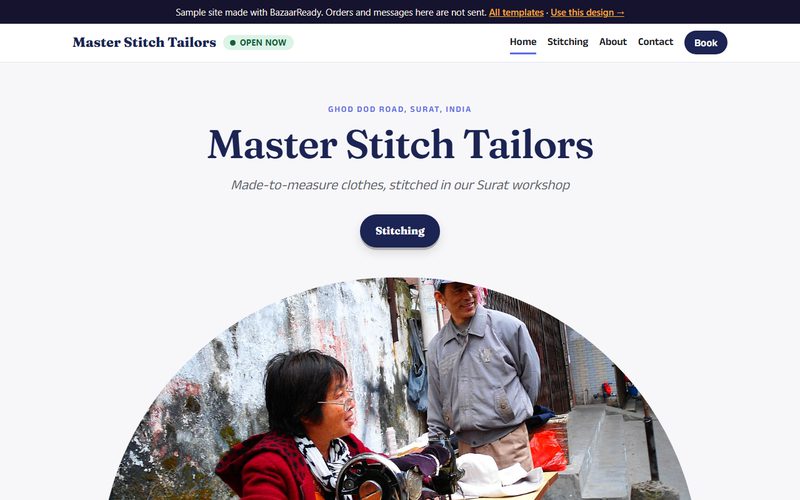 Sample site made with BazaarReady. Orders and messages here are not sent. All templates · Use this design →
Master Stitch Tailors
OPEN NOW
Home
Stitching
About
Contact
Book
GHOD DOD ROAD, SURAT, INDIA
Master Stitch Tailors
Made-to-measure clothes, stitched in our Surat workshop
Stitching